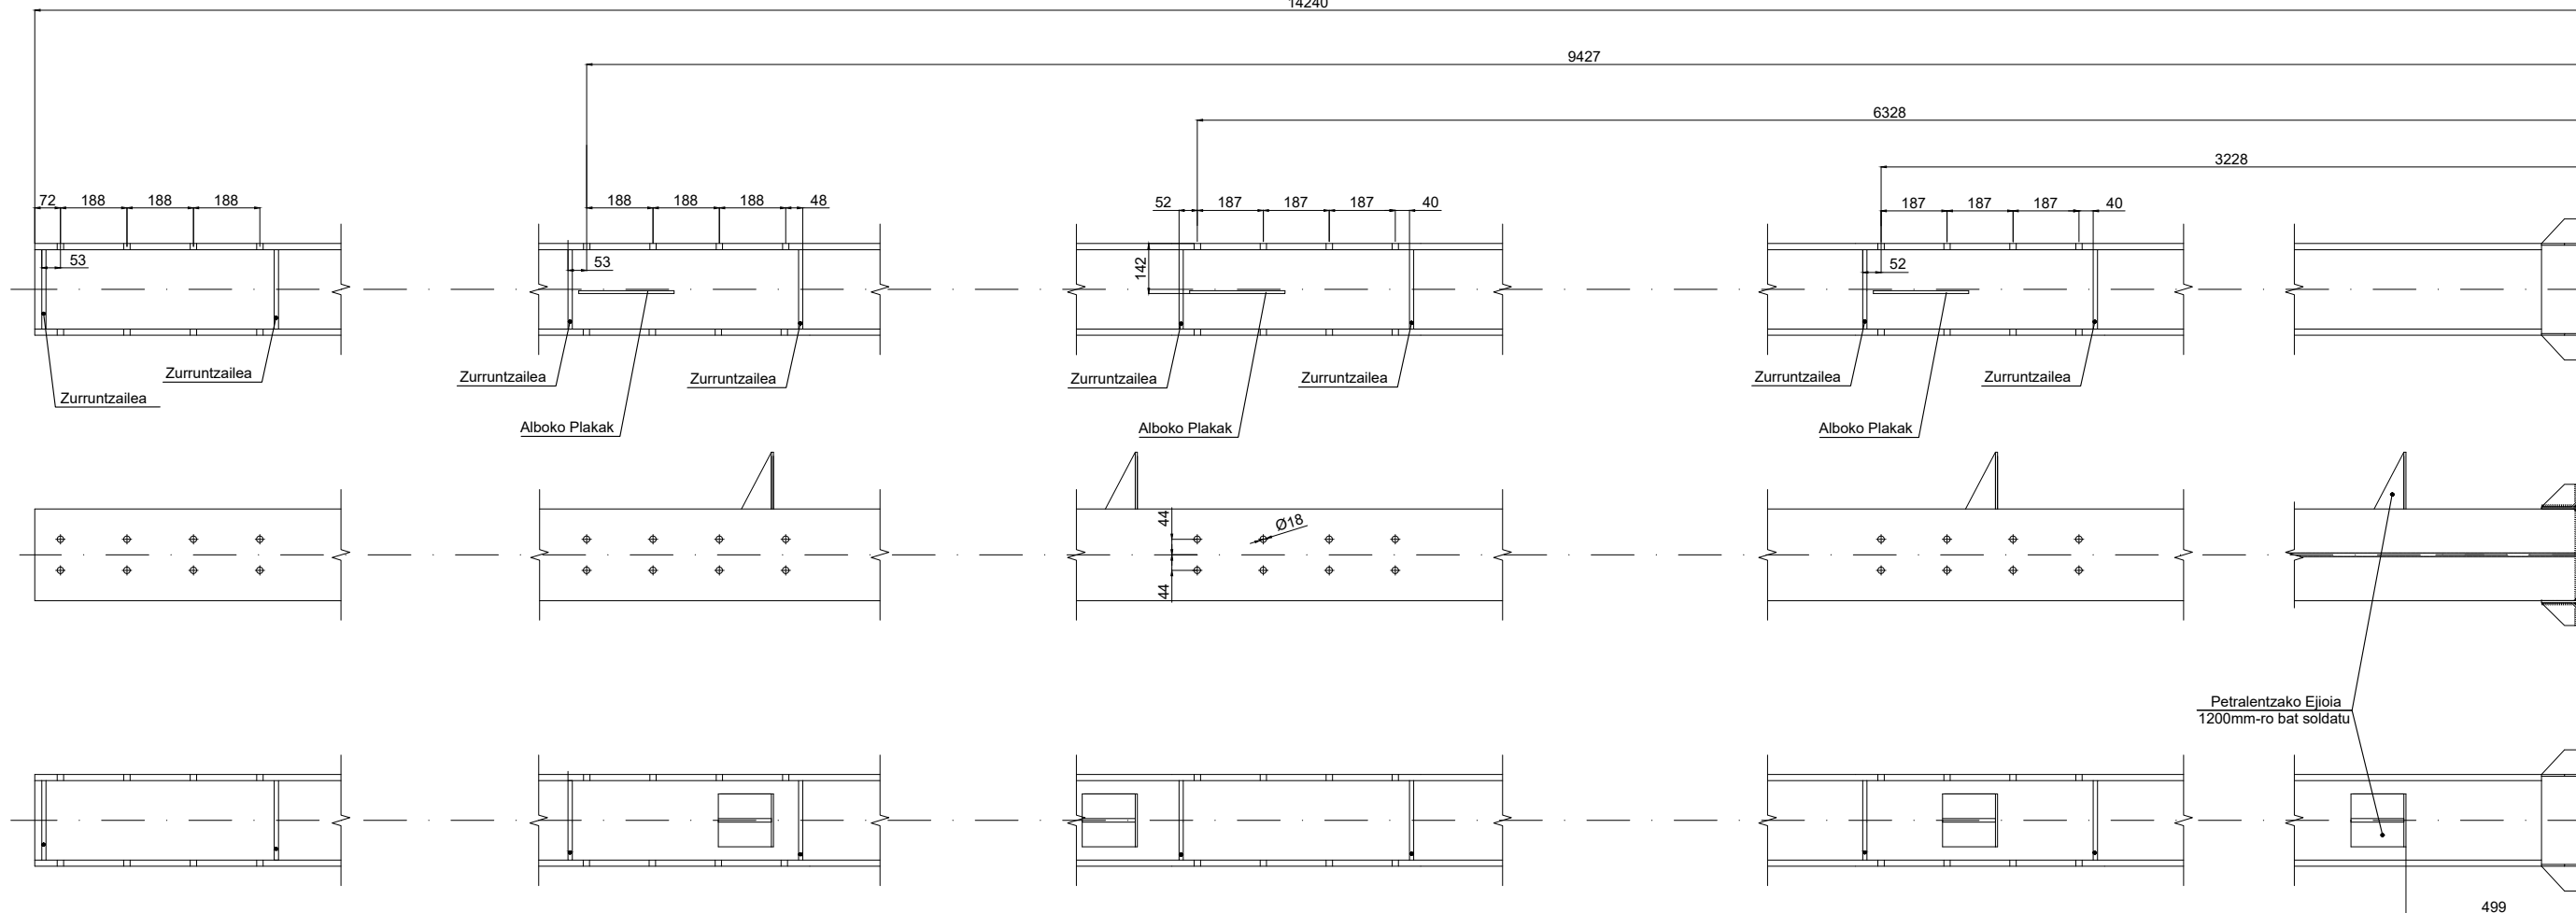 14240
9427
6328
3228
72 188 188 188
188 188 188 48
52 187 187 187 40
187 187 187 40
53
53
142
52
Zurruntzailea
Zurruntzailea
Zurruntzailea
Zurruntzailea
Zurruntzailea
Zurruntzailea
Zurruntzailea
Zurruntzailea
Alboko Plakak
Alboko Plakak
Alboko Plakak
44
Ø18
44
Petralentzako Ejioia
1200mm-ro bat soldatu
499